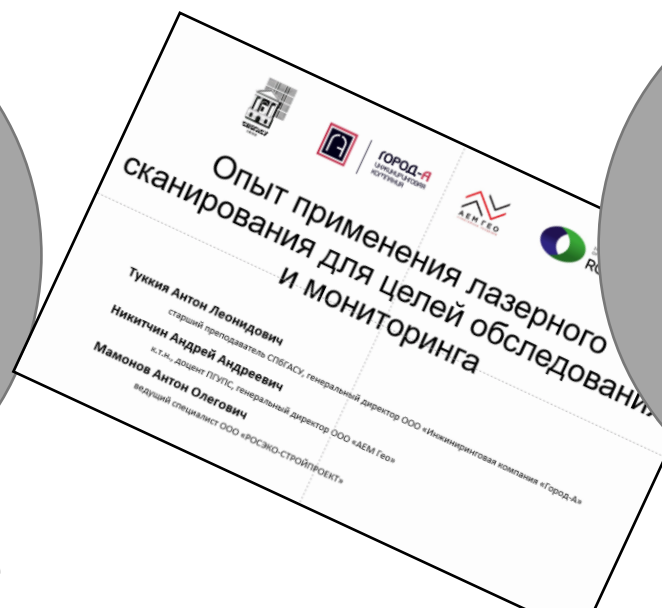 СПБГАСУ
ГОРОД-А
ИНЖИНИРИНГОВАЯ
КОМПАНИЯ
АЕМ ГЕО
Опыт применения лазерного
сканирования для целей обследовани
и мониторинга
Туккия Антон Леонидович
старший преподаватель СПбГАСУ, генеральный директор ООО «Инжиниринговая компания «Город-А»
Никитчин Андрей Андреевич
к.т.н., доцент ПГУПС, генеральный директор ООО «АЕМ Гео»
Мамонов Антон Олегович
ведущий специалист ООО «РОСЭКО-СТРОЙПРОЕКТ»